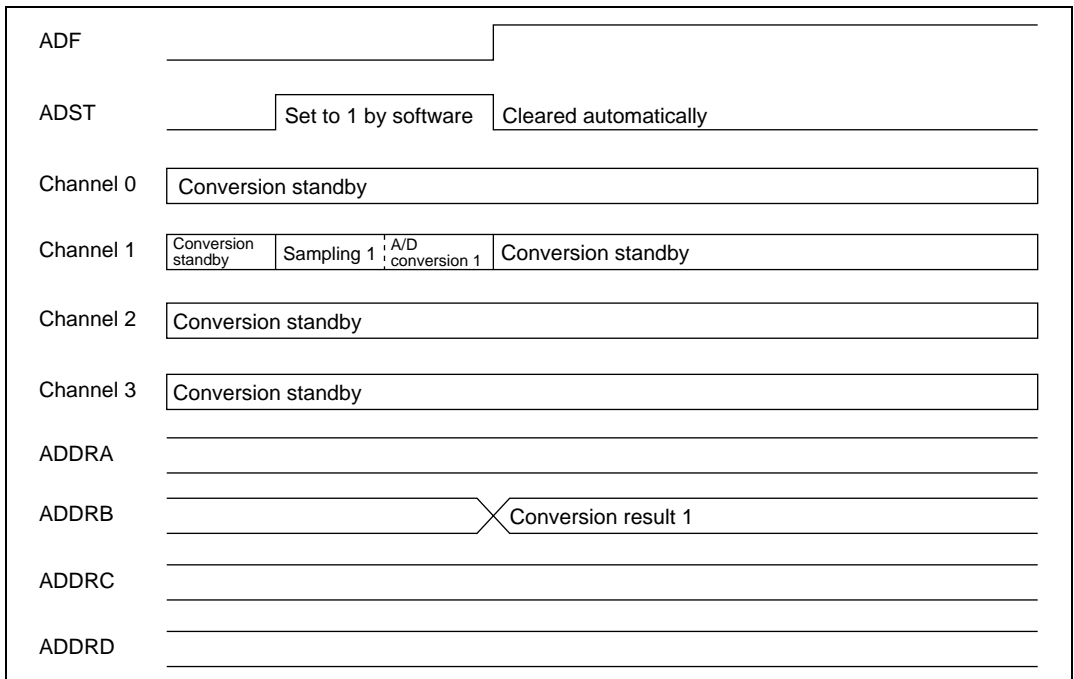 ADF
ADST Set to 1 by software Cleared automatically
Channel 0 Conversion standby
Channel 1 Conversion standby Sampling 1 A/D conversion 1 Conversion standby
Channel 2 Conversion standby
Channel 3 Conversion standby
ADDRA
ADDRB Conversion result 1
ADDRC
ADDRD